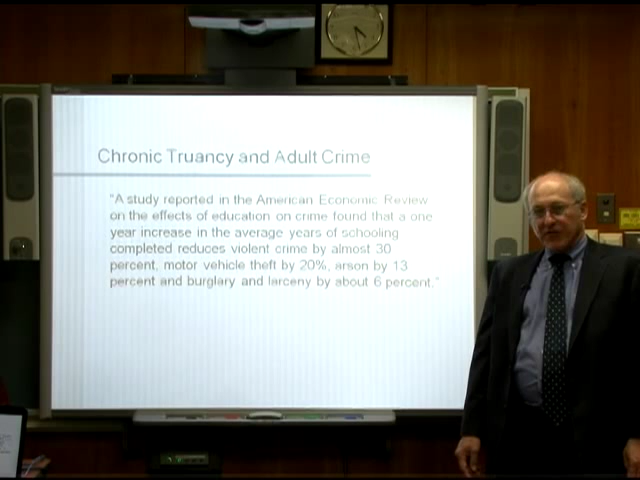 Chronic Truancy and Adult Crime
"A study reported in the American Economic Review
on the effects of education on crime found that a one
year increase in the average years of schooling
completed reduces violent crime by almost 30
percent, motor vehicle theft by 20%, arson by 13
percent and burglary and larceny by about 6 percent."